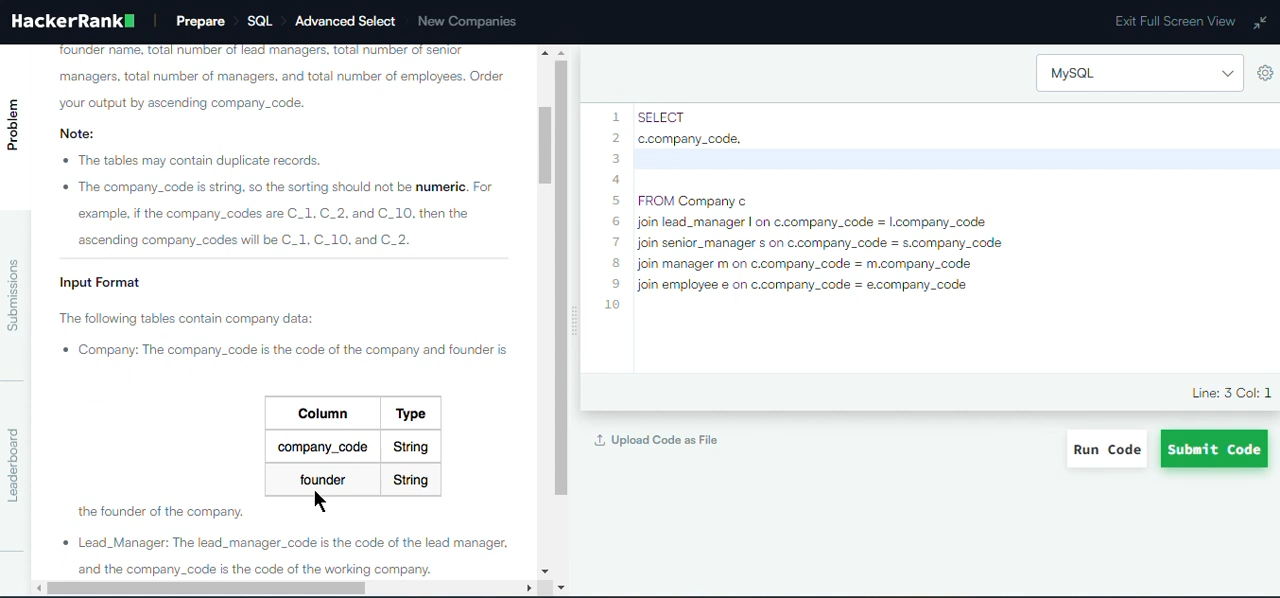 HackerRank
Prepare
SQL
Advanced Select
New Companies
Exit Full Screen View
Problem
Submissions
Leaderboard
founder name, total number of lead managers, total number of senior
managers, total number of managers, and total number of employees. Order
your output by ascending company_code.
Note:
• The tables may contain duplicate records.
• The company_code is string, so the sorting should not be numeric. For
example, if the company_codes are C_1, C_2, and C_10, then the
ascending company_codes will be C_1, C_10, and C_2.
Input Format
The following tables contain company data:
• Company: The company_code is the code of the company and founder is
Column Type
company_code String
founder String
the founder of the company.
• Lead_Manager: The lead_manager_code is the code of the lead manager,
and the company_code is the code of the working company.
MySQL
1 SELECT
2 c.company_code,
3
4
5 FROM Company c
6 join lead_manager l on c.company_code = l.company_code
7 join senior_manager s on c.company_code = s.company_code
8 join manager m on c.company_code = m.company_code
9 join employee e on c.company_code = e.company_code
10
Line: 3 Col: 1
Upload Code as File
Run Code
Submit Code